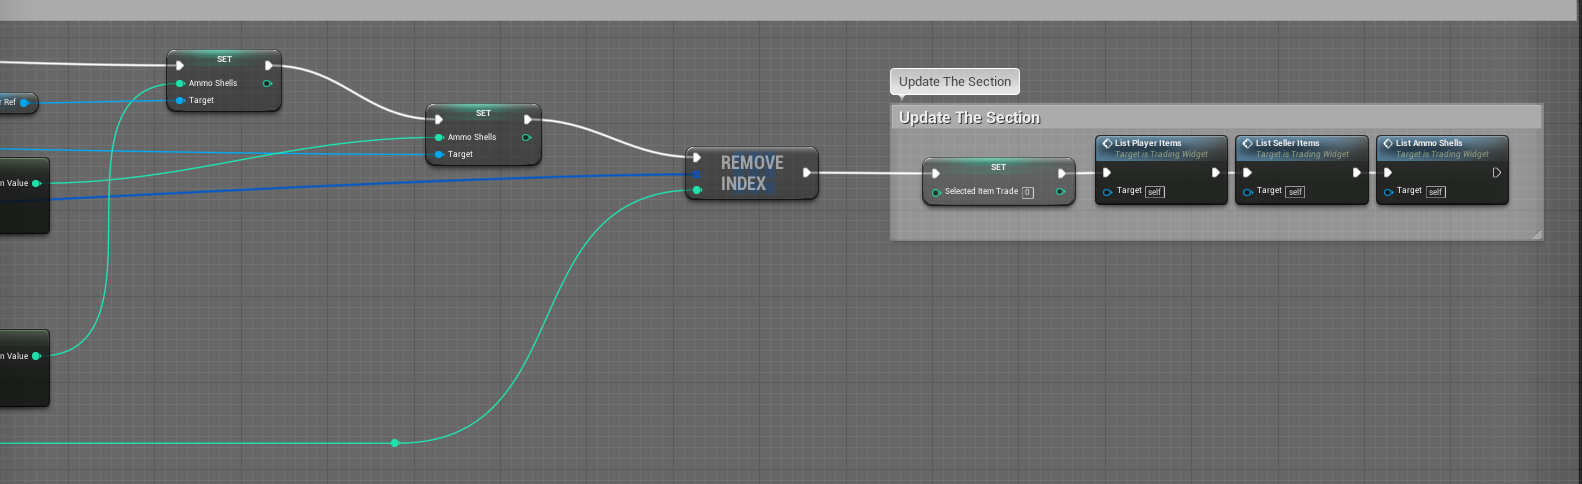 SET
Ammo Shells
Target
Ref
n Value
n Value
SET
Ammo Shells
Target
REMOVE
INDEX
Update The Section
Update The Section
SET
Selected Item Trade 0
List Player Items
Target is Trading Widget
Target self
List Seller Items
Target is Trading Widget
Target self
List Ammo Shells
Target is Trading Widget
Target self